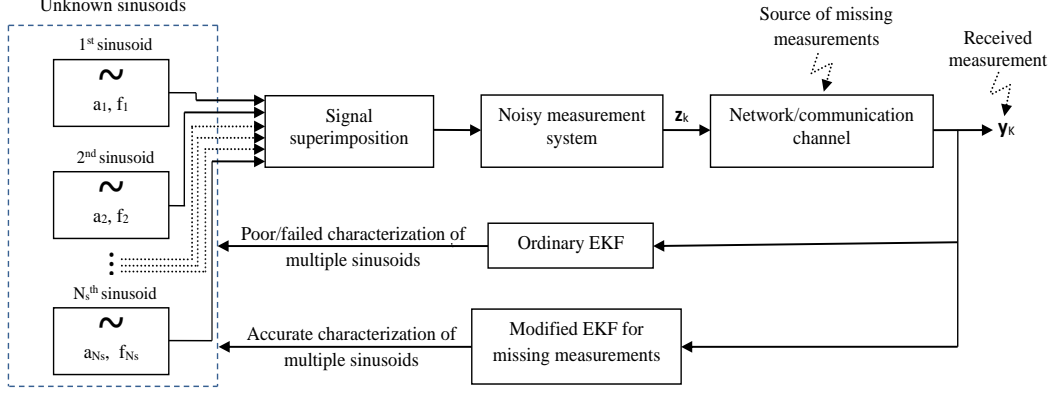 Unknown sinusoids
1st sinusoid
~
a1, f1
2nd sinusoid
~
a2, f2
Nsth sinusoid
~
aNs, fNs
Signal
superimposition
Noisy measurement
system
zk
Source of missing
measurements
Network/communication
channel
Received
measurement
yK
Poor/failed characterization of
multiple sinusoids
Ordinary EKF
Accurate characterization of
multiple sinusoids
Modified EKF for
missing measurements